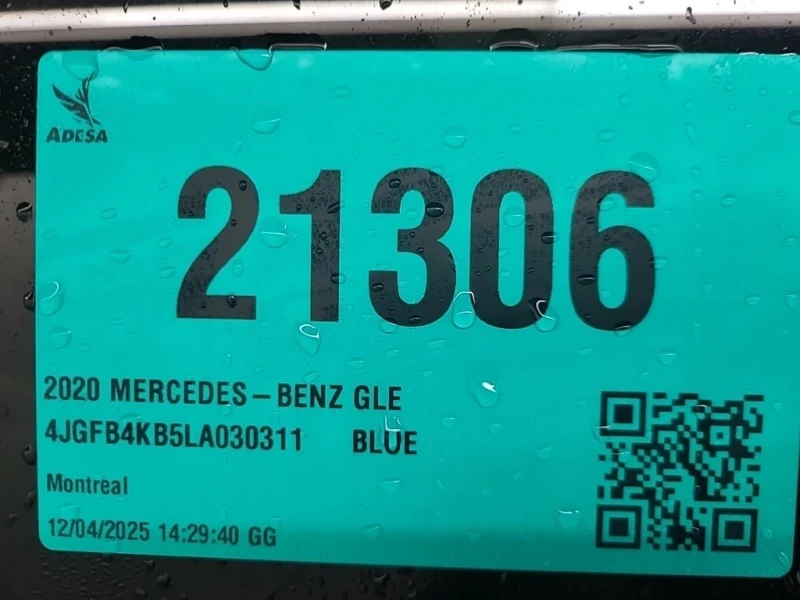 ADESA
21306
2020 MERCEDES-BENZ GLE
4JGFB4KB5LA030311 BLUE
Montreal
12/04/2025 14:29:40 GG